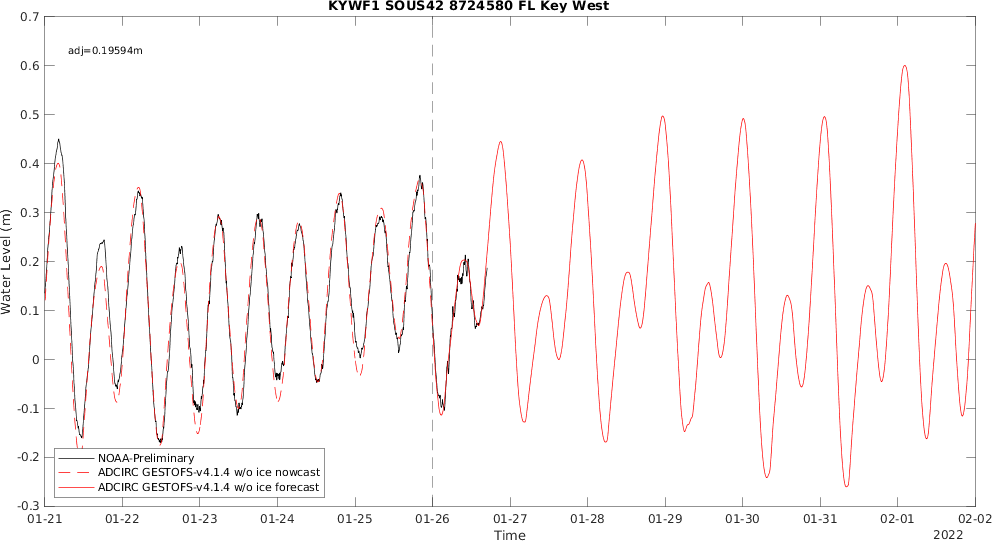 KYWF1 SOUS42 8724580 FL Key West
adj=0.19594m
Water Level (m)
0.7
0.6
0.5
0.4
0.3
0.2
0.1
0
-0.1
-0.2
-0.3
NOAA-Preliminary
ADCIRC GESTOFS-v4.1.4 w/o ice nowcast
ADCIRC GESTOFS-v4.1.4 w/o ice forecast
01-21 01-22 01-23 01-24 01-25 01-26 01-27 01-28 01-29 01-30 01-31 02-01 02-02
Time
2022